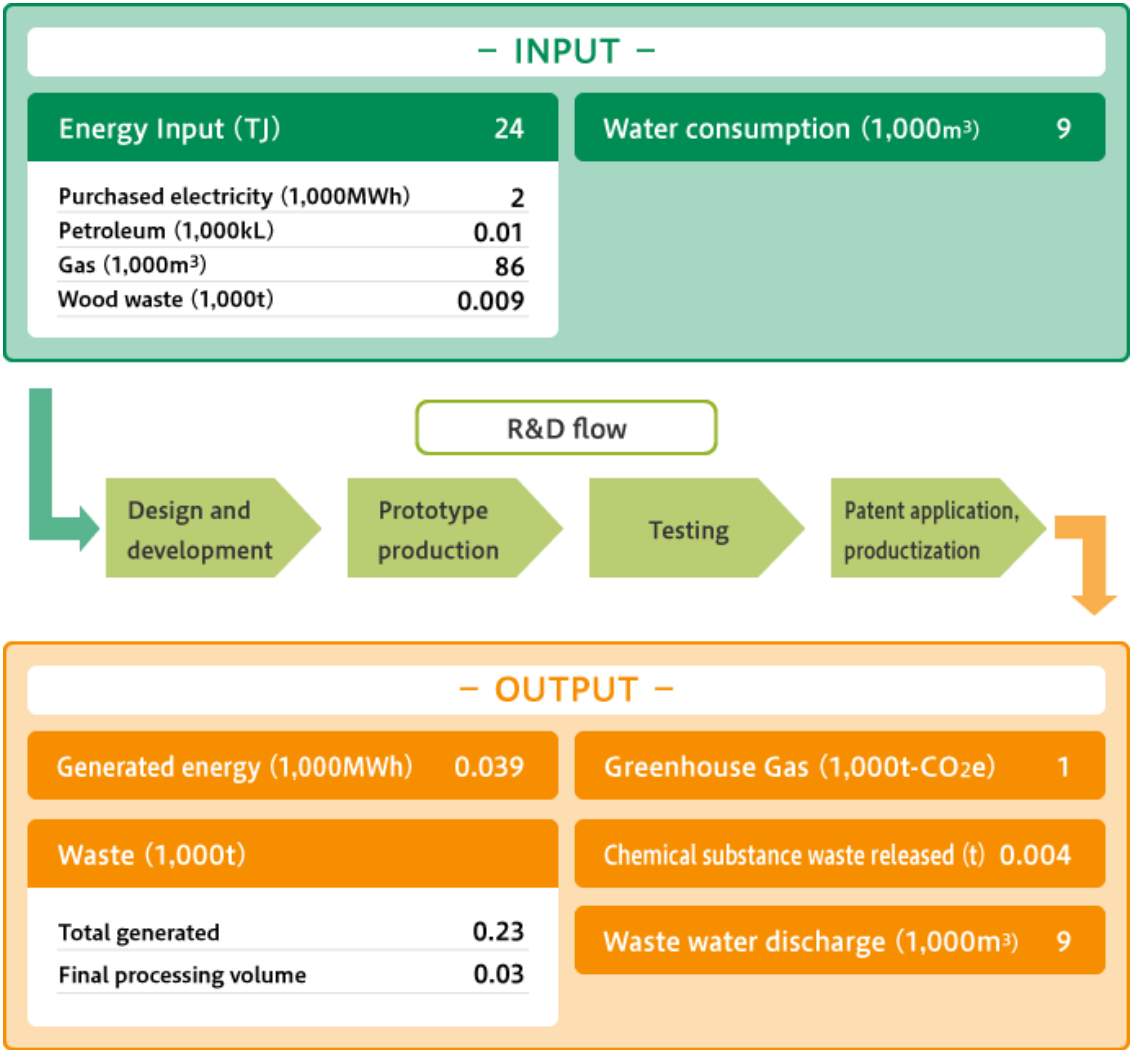 – INPUT –
Energy Input (TJ) 24
Purchased electricity (1,000MWh) 2
Petroleum (1,000kL) 0.01
Gas (1,000m³) 86
Wood waste (1,000t) 0.009
Water consumption (1,000m³) 9
R&D flow
Design and
development
Prototype
production
Testing
Patent application,
productization
– OUTPUT –
Generated energy (1,000MWh) 0.039
Waste (1,000t)
Total generated 0.23
Final processing volume 0.03
Greenhouse Gas (1,000t-CO2e) 1
Chemical substance waste released (t) 0.004
Waste water discharge (1,000m³) 9